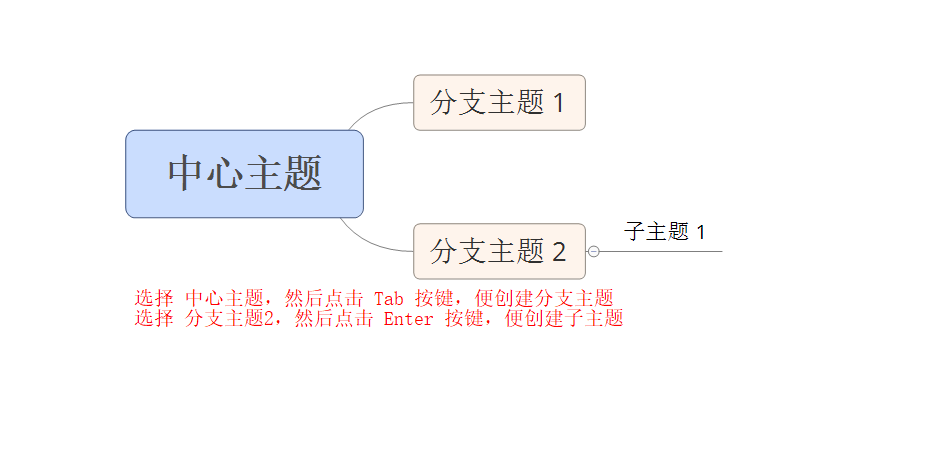 分支主题 1
中心主题
子主题 1
分支主题 2
选择 中心主题，然后点击 Tab 按键，便创建分支主题
选择 分支主题2，然后点击 Enter 按键，便创建子主题